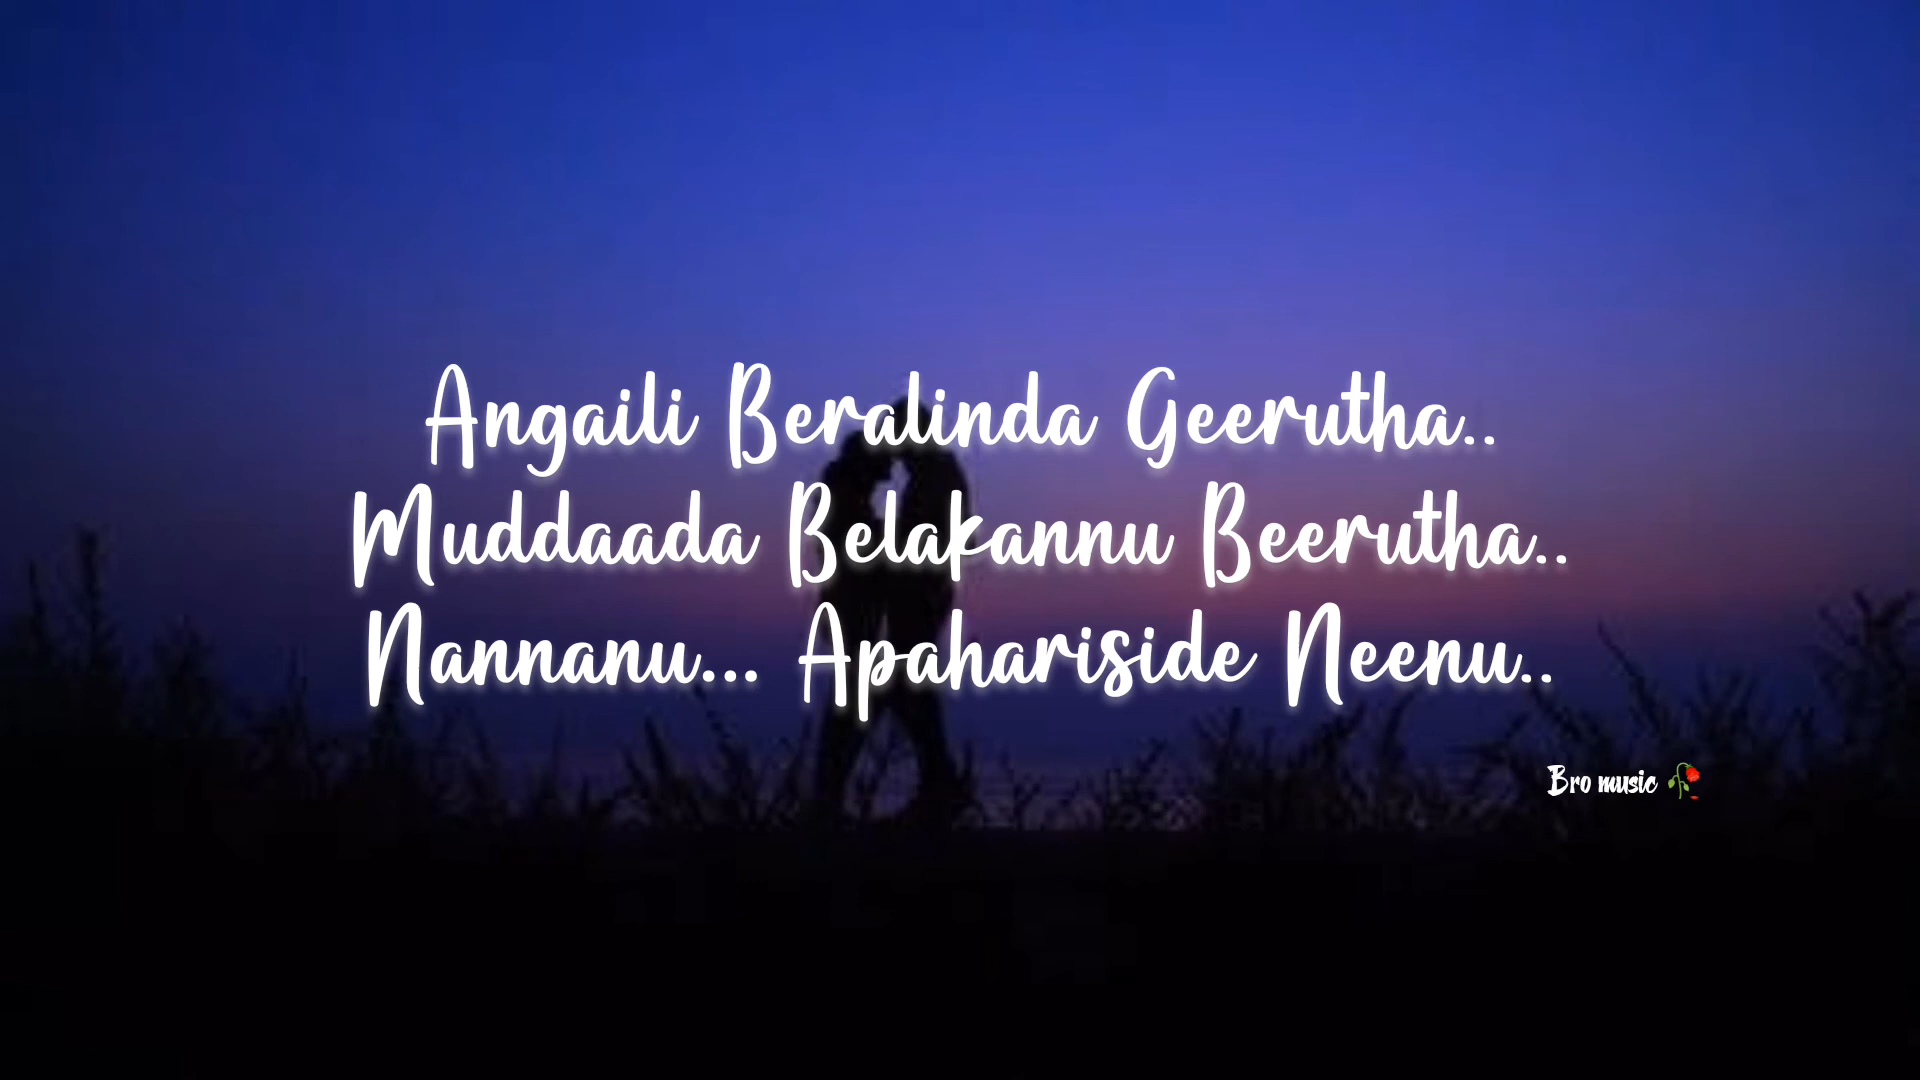 Angaili Beralinda Geerutha..
Muddaada Belakannu Beerutha..
Nannanu... Apahariside Neenu..
Bro music 🥀